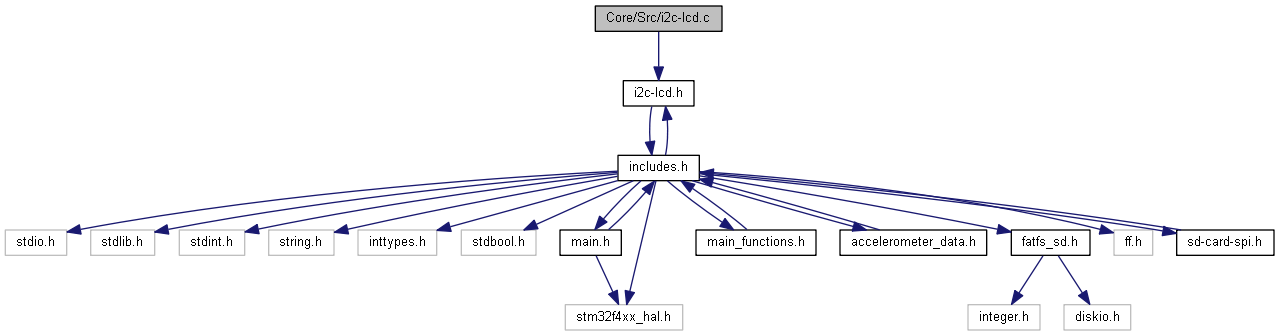 Core/Src/i2c-lcd.c
i2c-lcd.h
includes.h
stdio.h
stdlib.h
stdint.h
string.h
inttypes.h
stdbool.h
main.h
main_functions.h
accelerometer_data.h
fatfs_sd.h
ff.h
sd-card-spi.h
stm32f4xx_hal.h
integer.h
diskio.h